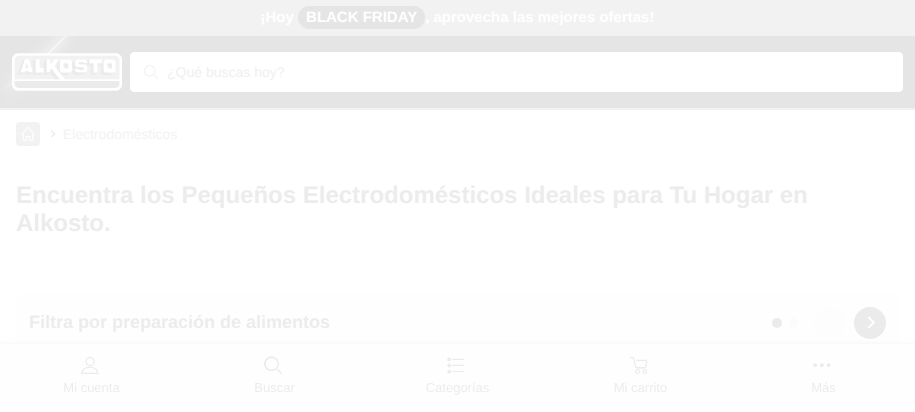 ¡Hoy BLACK FRIDAY, aprovecha las mejores ofertas!
ALKOSTO
¿Qué buscas hoy?
Electrodomésticos
Encuentra los Pequeños Electrodomésticos Ideales para Tu Hogar en
Alkosto.
Filtra por preparación de alimentos
Mi cuenta
Buscar
Categorías
Mi carrito
Más